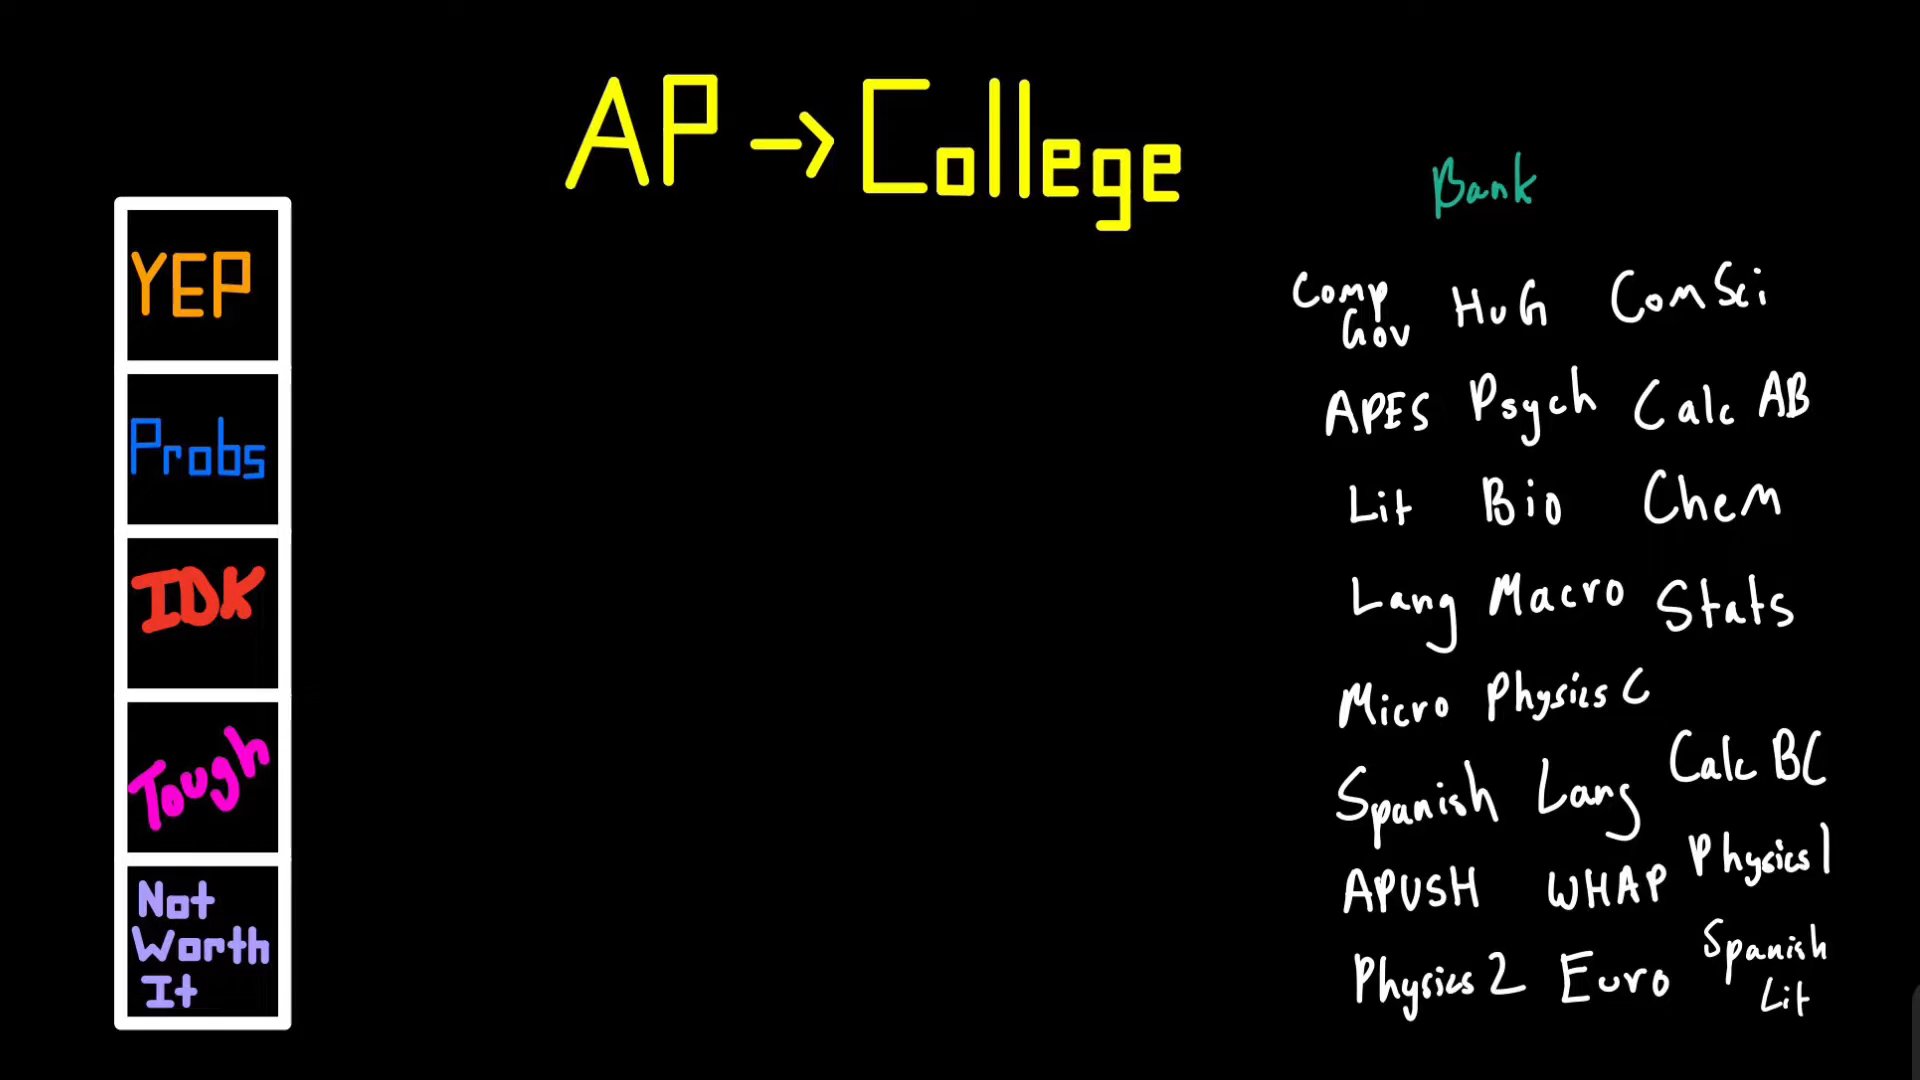 AP → College
YEP
Probs
IDK
Tough
Not
Worth
It
Bank
Comp
Gov
HuG
ComSci
APES
Psych
Calc AB
Lit
Bio
Chem
Lang
Macro
Stats
Micro
Physics C
Spanish Lang
Calc BC
APUSH
WHAP
Physics 1
Physics 2
Euro
Spanish
Lit